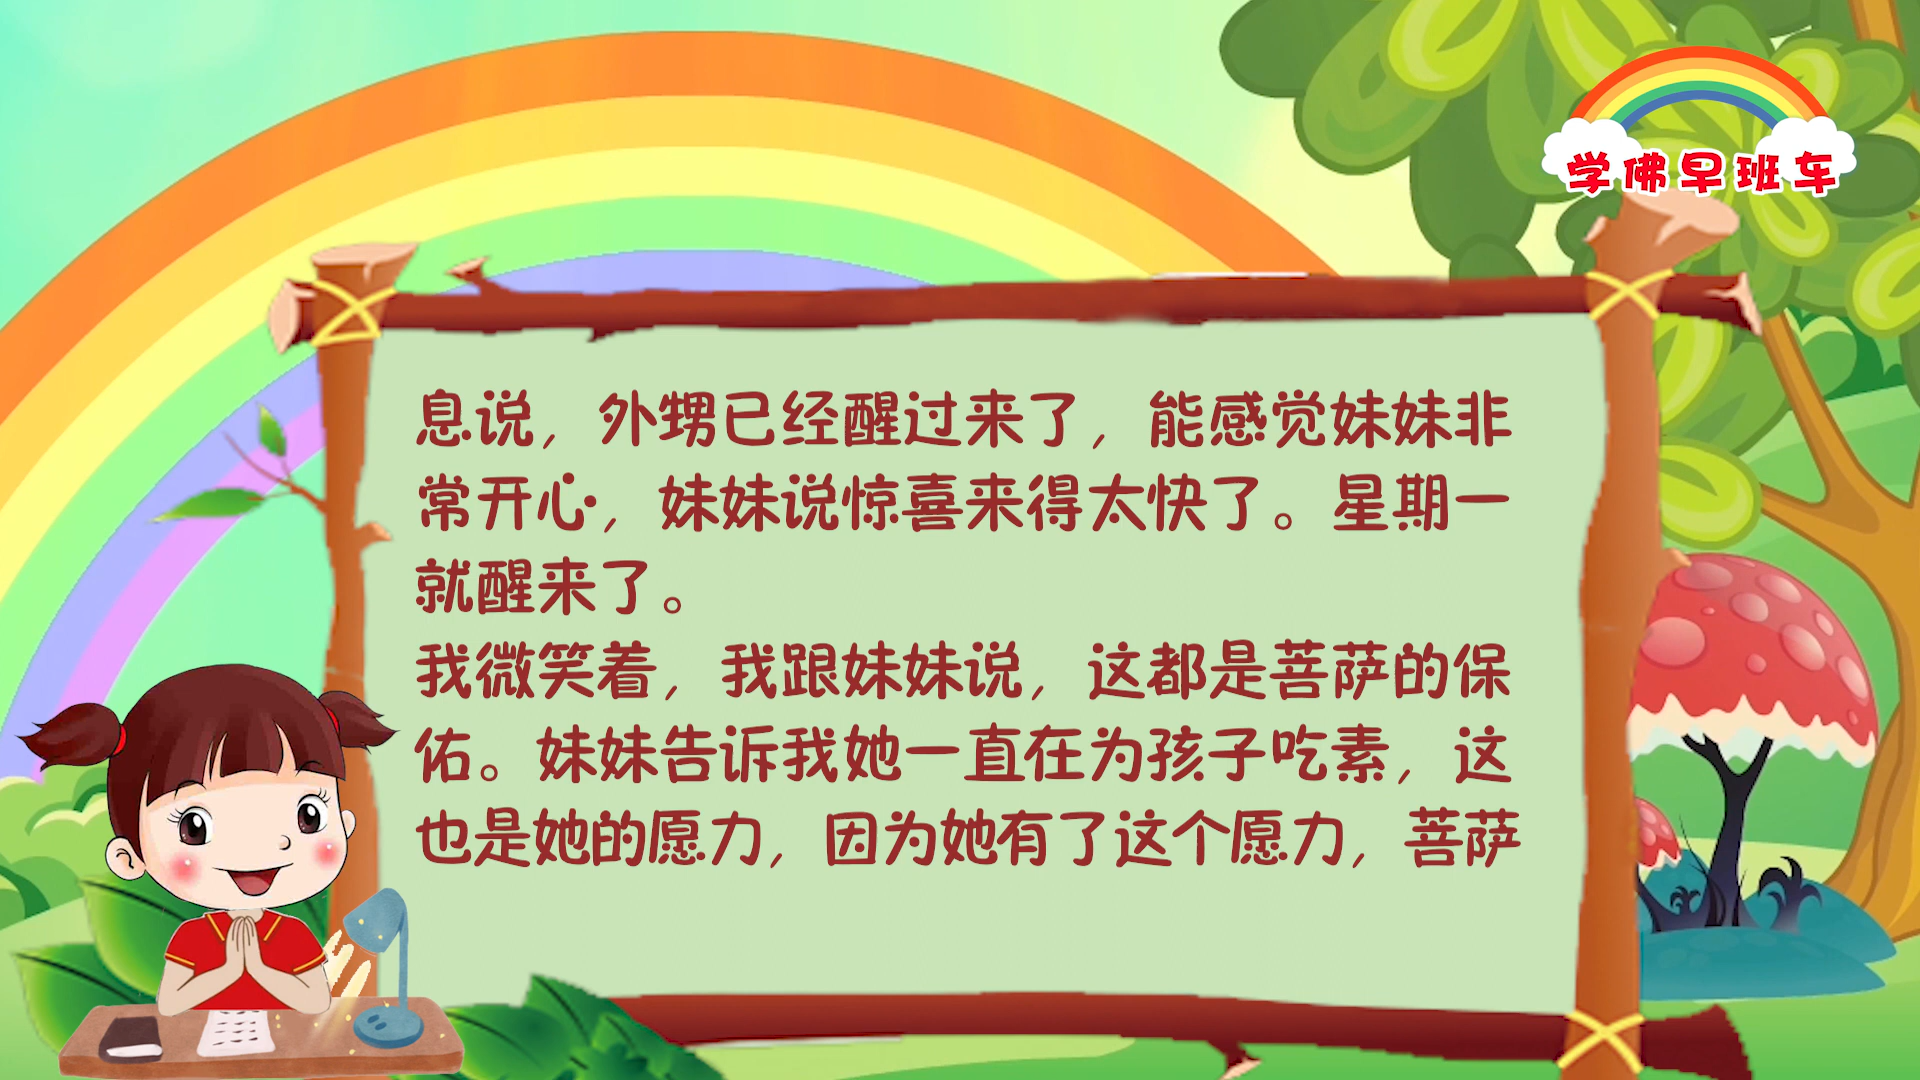 学佛早班车
息说，外甥已经醒过来了，能感觉妹妹非
常开心，妹妹说惊喜来得太快了。星期一
就醒来了。
我微笑着，我跟妹妹说，这都是菩萨的保
佑。妹妹告诉我她一直在为孩子吃素，这
也是她的愿力，因为她有了这个愿力，菩萨